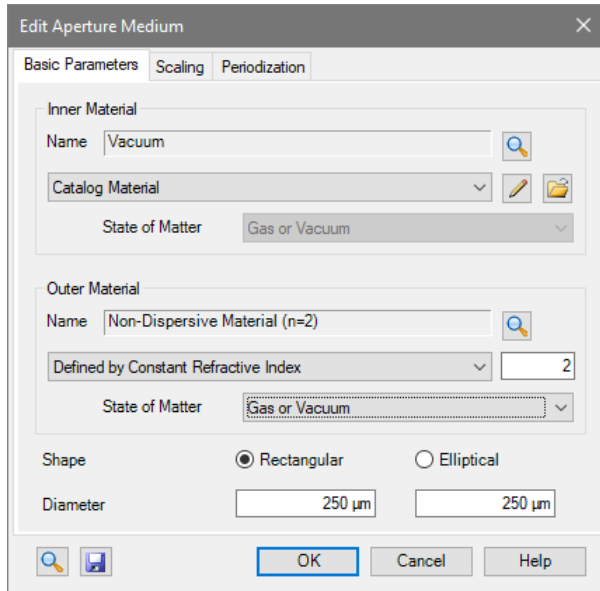 Edit Aperture Medium
Basic Parameters Scaling Periodization
Inner Material
Name Vacuum
Catalog Material
State of Matter Gas or Vacuum
Outer Material
Name Non-Dispersive Material (n=2)
Defined by Constant Refractive Index 2
State of Matter Gas or Vacuum
Shape Rectangular Elliptical
Diameter 250 µm 250 µm
OK Cancel Help